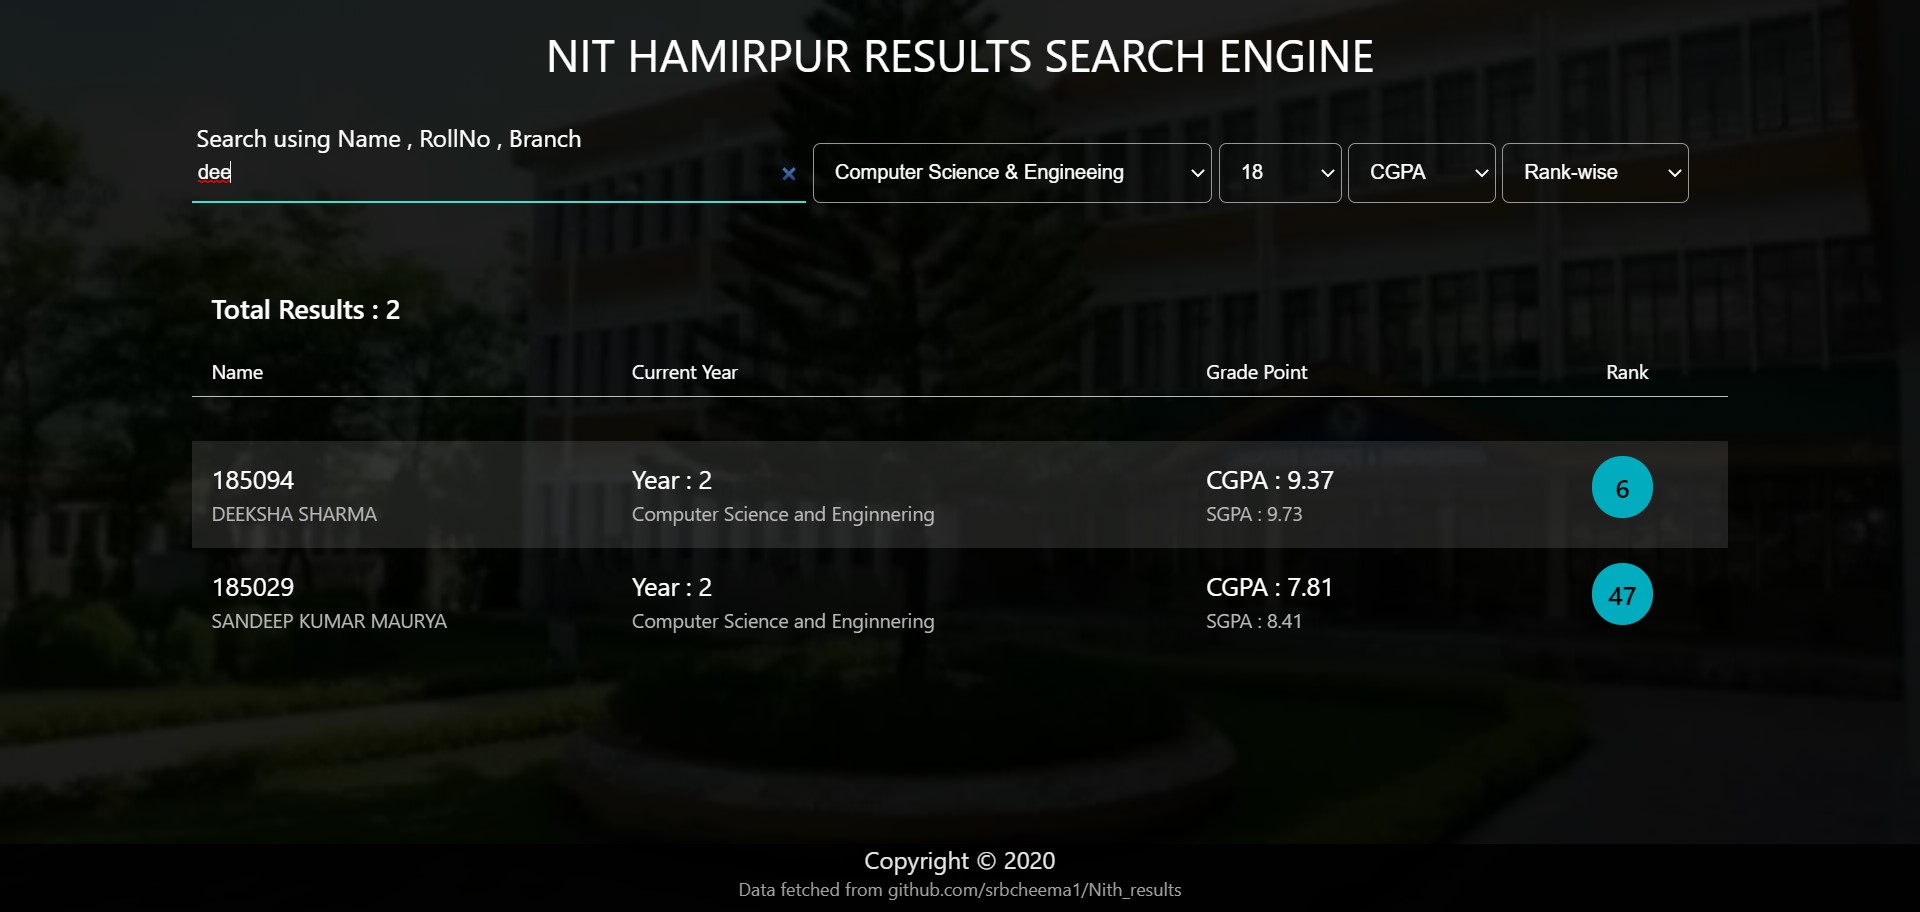 NIT HAMIRPUR RESULTS SEARCH ENGINE
Search using Name , RollNo , Branch
dee
Computer Science & Engineeing
18
CGPA
Rank-wise
Total Results : 2
Name Current Year Grade Point Rank
185094 Year : 2 CGPA : 9.37 6
DEEKSHA SHARMA Computer Science and Enginnering SGPA : 9.73
185029 Year : 2 CGPA : 7.81 47
SANDEEP KUMAR MAURYA Computer Science and Enginnering SGPA : 8.41
Copyright © 2020
Data fetched from github.com/srbcheema1/Nith_results